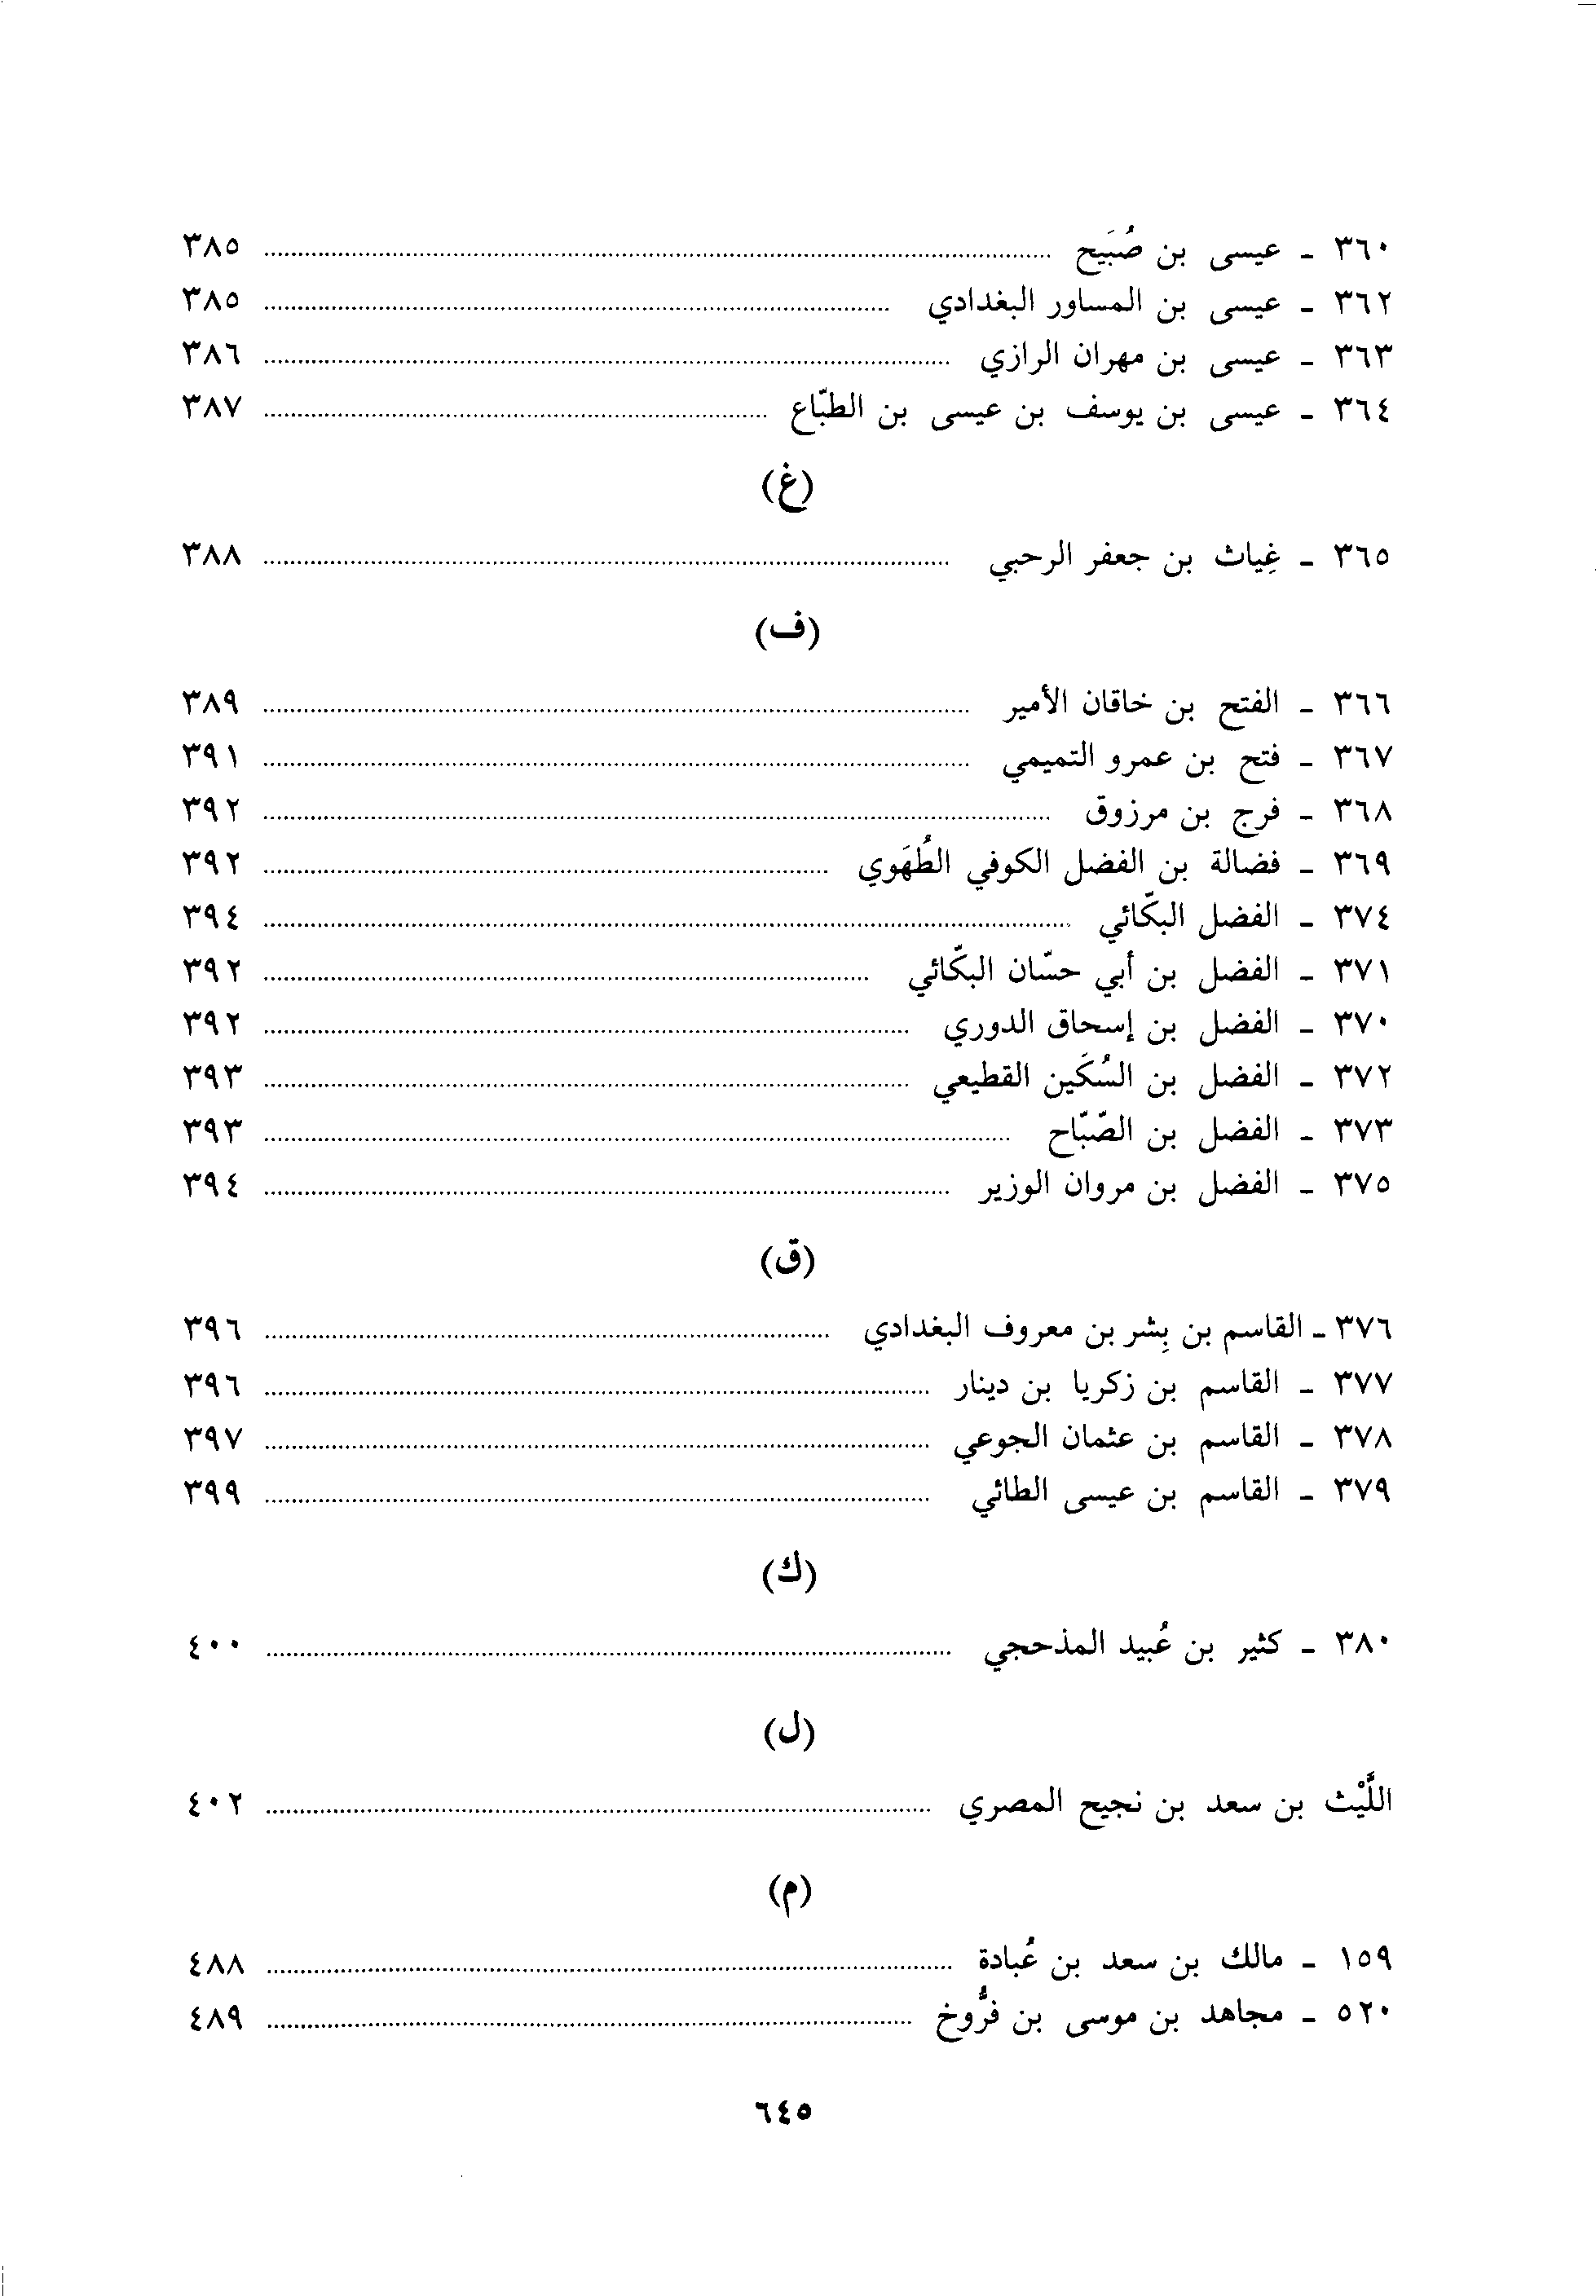 ٣٦٠ - عيسى بن صُبَيح ........ ٣٨٥
٣٦٢ - عيسى بن المساور البغدادي ........ ٣٨٥
٣٦٣ - عيسى بن مهران الرازي ........ ٣٨٦
٣٦٤ - عيسى بن يوسف بن عيسى بن الطبّاع ........ ٣٨٧
(غ)
٣٦٥ - غِياث بن جعفر الرحبي ........ ٣٨٨
(ف)
٣٦٦ - الفتح بن خاقان الأمير ........ ٣٨٩
٣٦٧ - فتح بن عمرو التميمي ........ ٣٩١
٣٦٨ - فرج بن مرزوق ........ ٣٩٢
٣٦٩ - فضالة بن الفضل الكوفي الطُهَوي ........ ٣٩٢
٣٧٤ - الفضل البكّائي ........ ٣٩٤
٣٧١ - الفضل بن أبي حسّان البكّائي ........ ٣٩٢
٣٧٠ - الفضل بن إسحاق الدوري ........ ٣٩٢
٣٧٢ - الفضل بن السُكَين القطيعي ........ ٣٩٣
٣٧٣ - الفضل بن الصّبّاح ........ ٣٩٣
٣٧٥ - الفضل بن مروان الوزير ........ ٣٩٤
(ق)
٣٧٦ - القاسم بن بِشر بن معروف البغدادي ........ ٣٩٦
٣٧٧ - القاسم بن زكريا بن دينار ........ ٣٩٦
٣٧٨ - القاسم بن عثمان الجوعي ........ ٣٩٧
٣٧٩ - القاسم بن عيسى الطائي ........ ٣٩٩
(ك)
٣٨٠ - كثير بن عُبيد المذحجي ........ ٤٠٠
(ل)
اللَّيْث بن سعد بن نجيح المصري ........ ٤٠٢
(م)
١٥٩ - مالك بن سعد بن عُبادة ........ ٤٨٨
٥٢٠ - مجاهد بن موسى بن فرُّوخ ........ ٤٨٩
٦٤٥